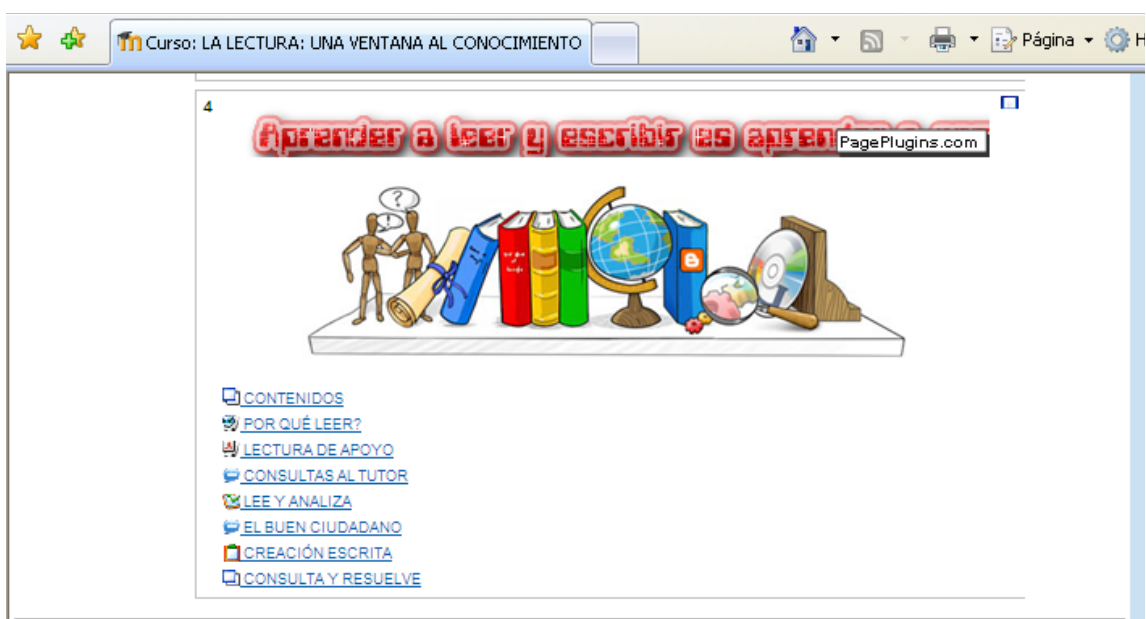 Curso: LA LECTURA: UNA VENTANA AL CONOCIMIENTO
Página
4
Aprender a leer y escribir es
PagePlugins.com
?
!
CONTENIDOS
POR QUÉ LEER?
LECTURA DE APOYO
CONSULTAS AL TUTOR
LEE Y ANALIZA
EL BUEN CIUDADANO
CREACIÓN ESCRITA
CONSULTA Y RESUELVE